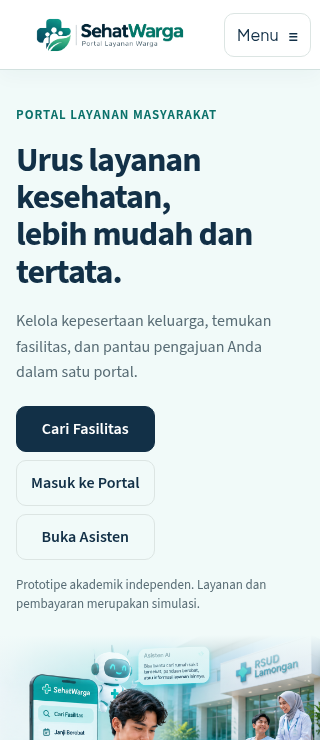 SehatWarga
Portal Layanan Warga
Menu ≡
PORTAL LAYANAN MASYARAKAT
Urus layanan
kesehatan,
lebih mudah dan
tertata.
Kelola kepesertaan keluarga, temukan
fasilitas, dan pantau pengajuan Anda
dalam satu portal.
Cari Fasilitas
Masuk ke Portal
Buka Asisten
Prototipe akademik independen. Layanan dan
pembayaran merupakan simulasi.
Asisten AI
SehatWarga
Cari Fasilitas
Janji Berobat
RSUD
Lamongan